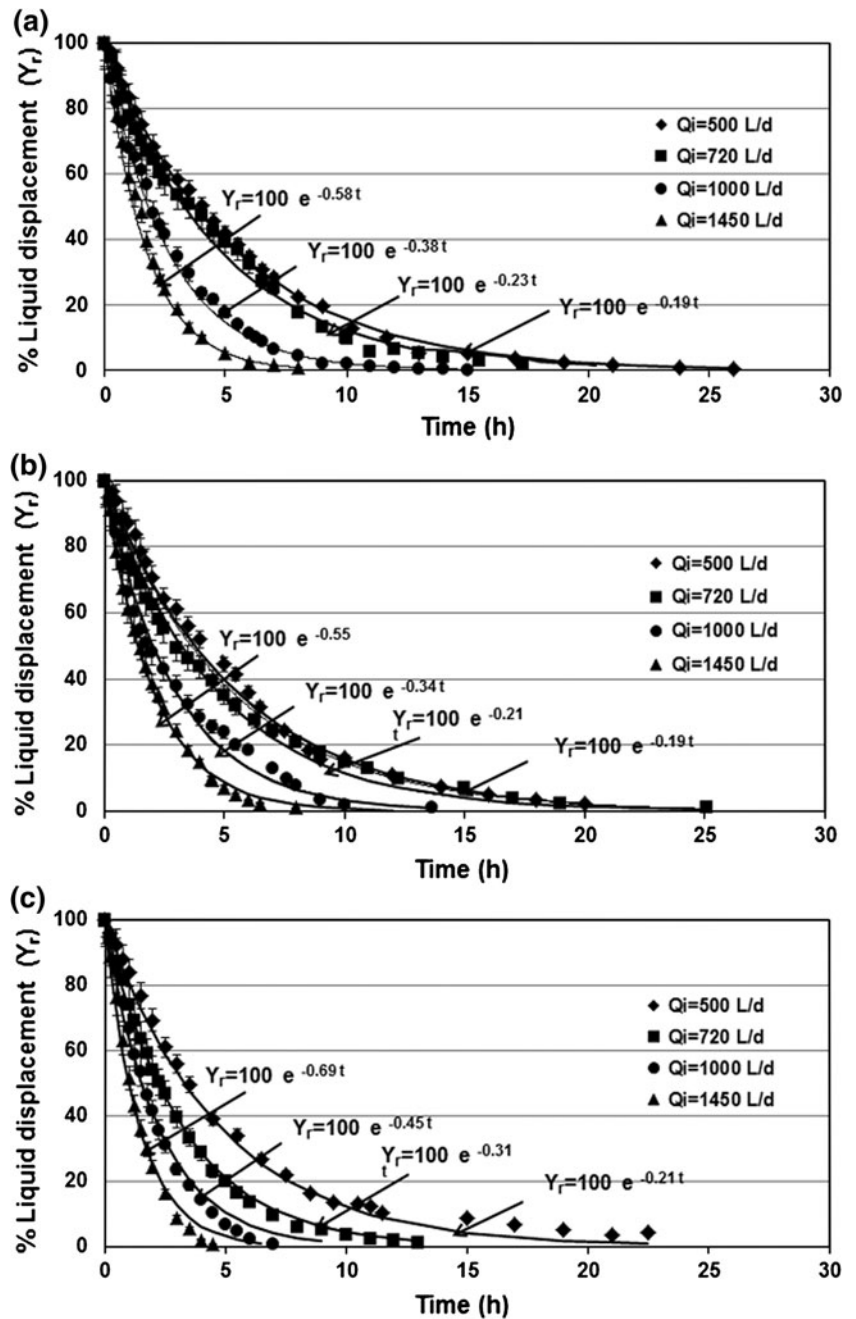 (a)
% Liquid displacement (Yr)
100
80
60
40
20
0
0 5 10 15 20 25 30
Time (h)
Qi=500 L/d
Qi=720 L/d
Qi=1000 L/d
Qi=1450 L/d
Yr=100 e -0.58 t
Yr=100 e -0.38 t
Yr=100 e -0.23 t
Yr=100 e -0.19 t
(b)
% Liquid displacement (Yr)
100
80
60
40
20
0
0 5 10 15 20 25 30
Time (h)
Qi=500 L/d
Qi=720 L/d
Qi=1000 L/d
Qi=1450 L/d
Yr=100 e -0.55
Yr=100 e -0.34 t
Yr=100 e -0.21
t
Yr=100 e -0.19 t
(c)
% Liquid displacement (Yr)
100
80
60
40
20
0
0 5 10 15 20 25 30
Time (h)
Qi=500 L/d
Qi=720 L/d
Qi=1000 L/d
Qi=1450 L/d
Yr=100 e -0.69 t
Yr=100 e -0.45 t
Yr=100 e -0.31
t
Yr=100 e -0.21 t